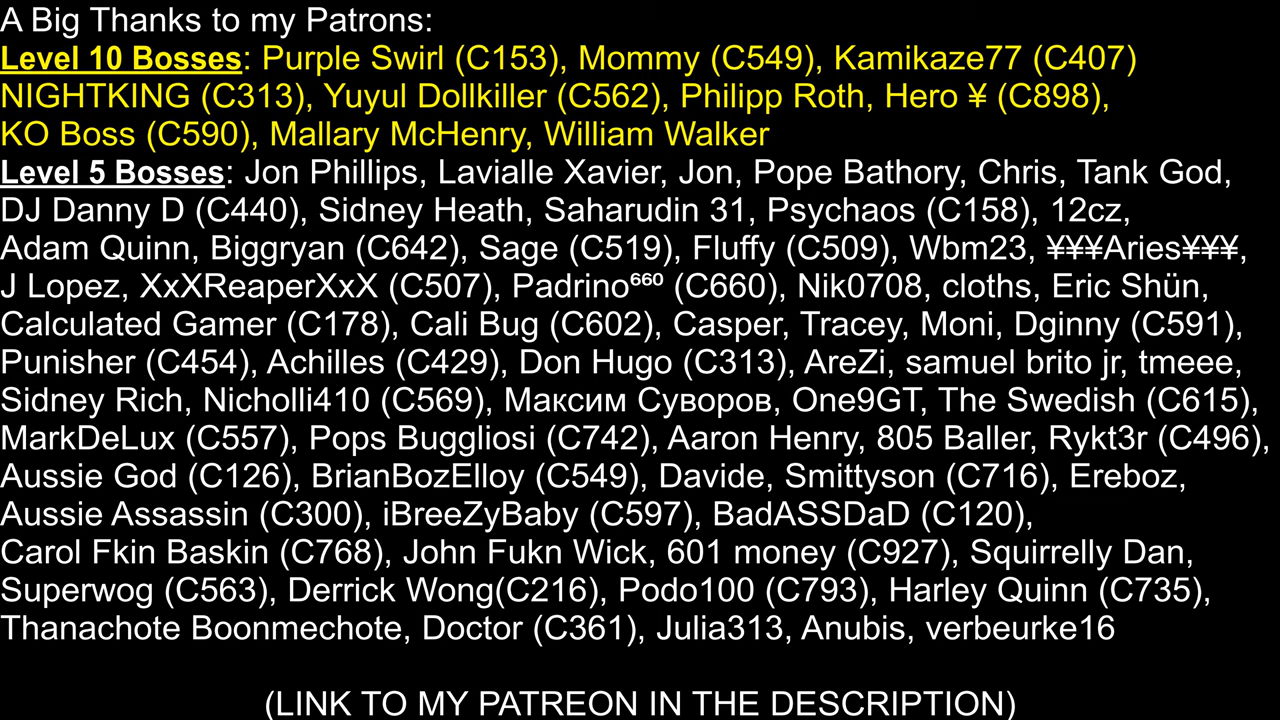 A Big Thanks to my Patrons:
Level 10 Bosses: Purple Swirl (C153), Mommy (C549), Kamikaze77 (C407)
NIGHTKING (C313), Yuyul Dollkiller (C562), Philipp Roth, Hero ¥ (C898),
KO Boss (C590), Mallary McHenry, William Walker
Level 5 Bosses: Jon Phillips, Lavialle Xavier, Jon, Pope Bathory, Chris, Tank God,
DJ Danny D (C440), Sidney Heath, Saharudin 31, Psychaos (C158), 12cz,
Adam Quinn, Biggryan (C642), Sage (C519), Fluffy (C509), Wbm23, ¥¥¥Aries¥¥¥,
J Lopez, XxXReaperXxX (C507), Padrino⁶⁶⁰ (C660), Nik0708, cloths, Eric Shün,
Calculated Gamer (C178), Cali Bug (C602), Casper, Tracey, Moni, Dginny (C591),
Punisher (C454), Achilles (C429), Don Hugo (C313), AreZi, samuel brito jr, tmeee,
Sidney Rich, Nicholli410 (C569), Максим Суворов, One9GT, The Swedish (C615),
MarkDeLux (C557), Pops Buggliosi (C742), Aaron Henry, 805 Baller, Rykt3r (C496),
Aussie God (C126), BrianBozElloy (C549), Davide, Smittyson (C716), Ereboz,
Aussie Assassin (C300), iBreeZyBaby (C597), BadASSDaD (C120),
Carol Fkin Baskin (C768), John Fukn Wick, 601 money (C927), Squirrelly Dan,
Superwog (C563), Derrick Wong(C216), Podo100 (C793), Harley Quinn (C735),
Thanachote Boonmechote, Doctor (C361), Julia313, Anubis, verbeurke16
(LINK TO MY PATREON IN THE DESCRIPTION)